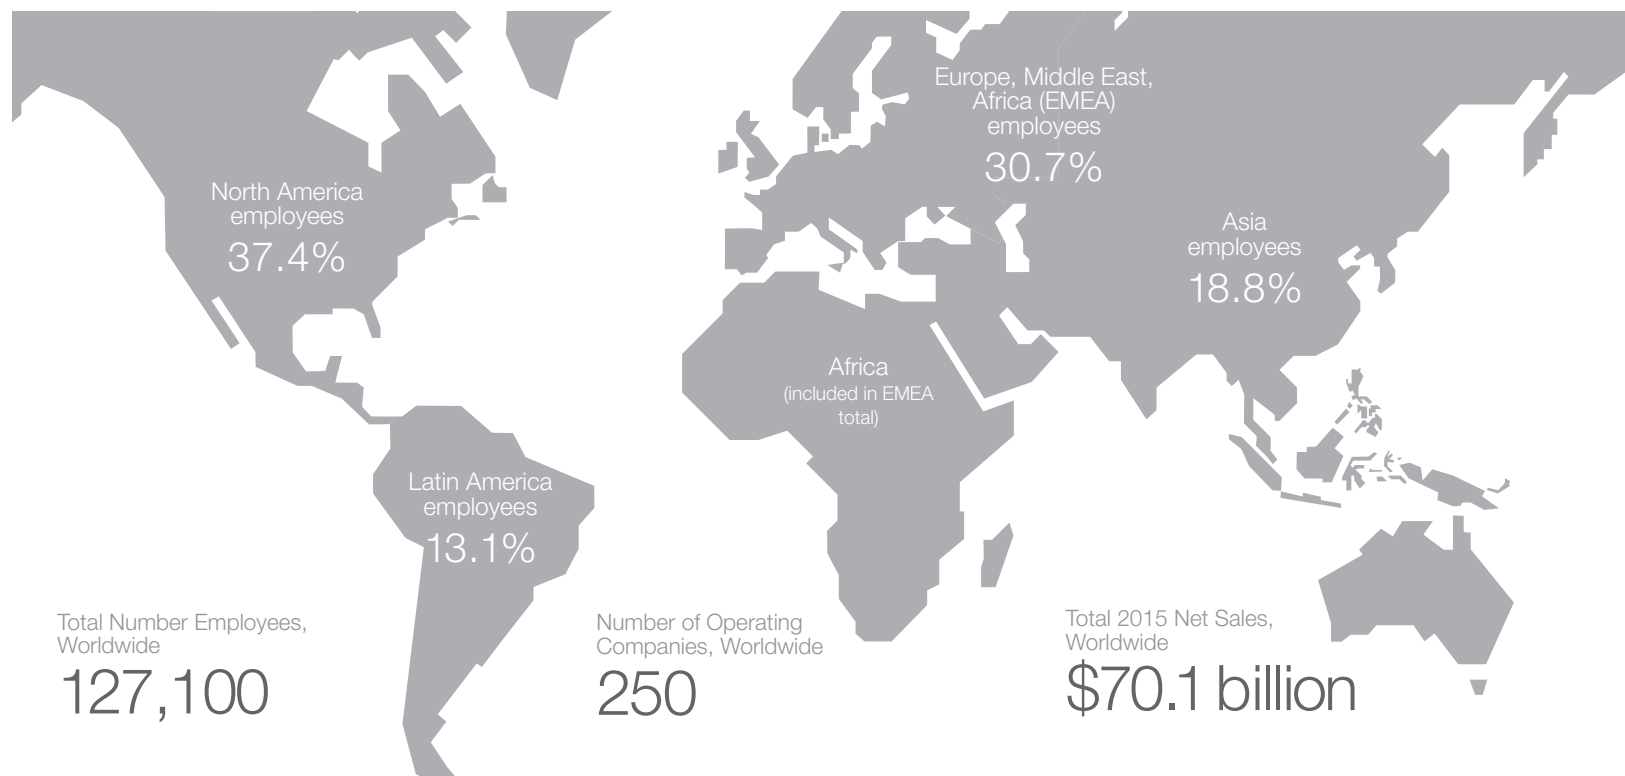 Europe, Middle East,
Africa (EMEA)
employees
30.7%
North America
employees
37.4%
Asia
employees
18.8%
Africa
(included in EMEA
total)
Latin America
employees
13.1%
Total Number Employees,
Worldwide
127,100
Number of Operating
Companies, Worldwide
250
Total 2015 Net Sales,
Worldwide
$70.1 billion